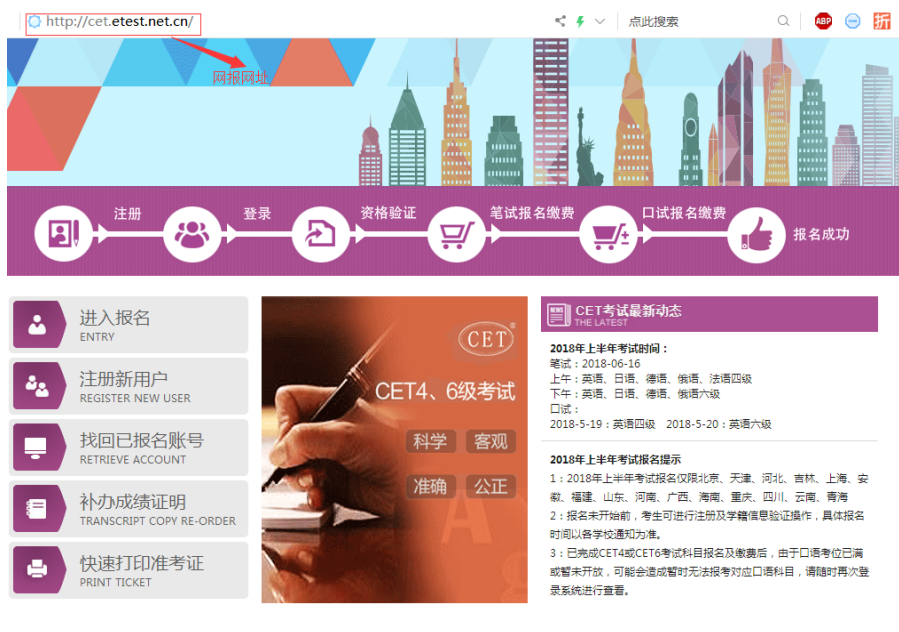 http://cet.etest.net.cn/
点此搜索
ABP
折
网报网址
注册
登录
资格验证
笔试报名缴费
口试报名缴费
报名成功
进入报名
ENTRY
注册新用户
REGISTER NEW USER
找回已报名账号
RETRIEVE ACCOUNT
补办成绩证明
TRANSCRIPT COPY RE-ORDER
快速打印准考证
PRINT TICKET
CET®
CET4、6级考试
科学 客观
准确 公正
A
NEWS
CET考试最新动态
THE LATEST
2018年上半年考试时间：
笔试：2018-06-16
上午：英语、日语、德语、俄语、法语四级
下午：英语、日语、德语、俄语六级
口试：
2018-5-19：英语四级 2018-5-20：英语六级
2018年上半年考试报名提示
1：2018年上半年考试报名仅限北京、天津、河北、吉林、上海、安
徽、福建、山东、河南、广西、海南、重庆、四川、云南、青海
2：报名未开始前，考生可进行注册及学籍信息验证操作，具体报名
时间以各学校通知为准。
3：已完成CET4或CET6考试科目报名及缴费后，由于口语考位已满
或暂未开放，可能会造成暂时无法报考对应口语科目，请随时再次登
录系统进行查看。